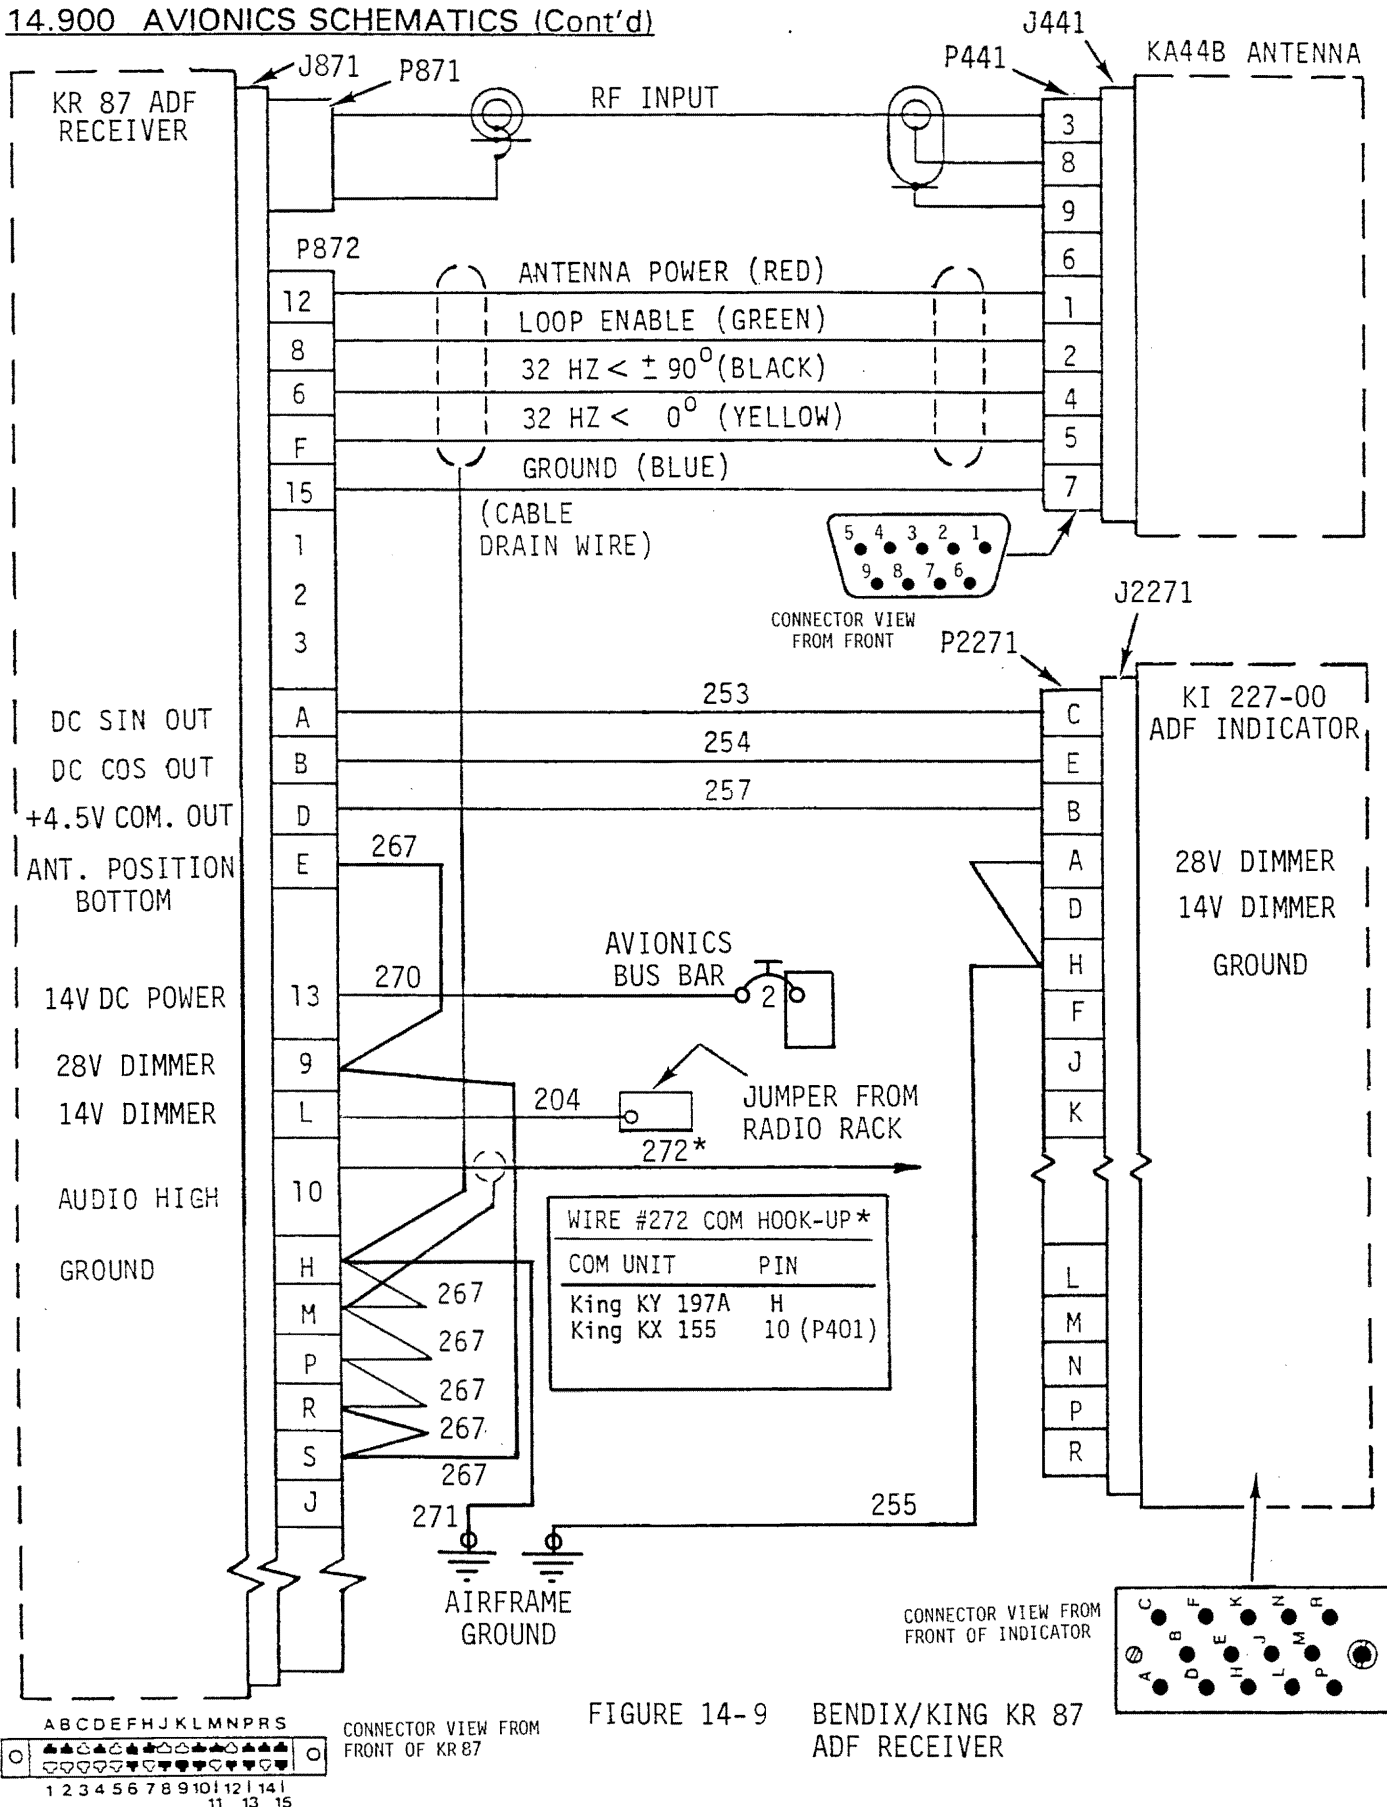 14.900 AVIONICS SCHEMATICS (Cont'd)
J441
J871
P871
P441
KA44B ANTENNA
KR 87 ADF
RECEIVER
RF INPUT
3
8
9
6
1
2
4
5
7
P872
12
8
6
F
15
1
2
3
A
B
D
E
13
9
L
10
H
M
P
R
S
J
ANTENNA POWER (RED)
LOOP ENABLE (GREEN)
32 HZ < ± 90° (BLACK)
32 HZ < 0° (YELLOW)
GROUND (BLUE)
(CABLE
DRAIN WIRE)
5 4 3 2 1
9 8 7 6
CONNECTOR VIEW
FROM FRONT
J2271
P2271
KI 227-00
ADF INDICATOR
C
E
B
A
D
H
F
J
K
L
M
N
P
R
253
254
257
DC SIN OUT
DC COS OUT
+4.5V COM. OUT
ANT. POSITION
BOTTOM
267
28V DIMMER
14V DIMMER
GROUND
AVIONICS
BUS BAR
2
14V DC POWER
270
28V DIMMER
14V DIMMER
204
JUMPER FROM
RADIO RACK
272*
AUDIO HIGH
GROUND
WIRE #272 COM HOOK-UP*
COM UNIT PIN
King KY 197A H
King KX 155 10 (P401)
267
267
267
267
267
271
255
AIRFRAME
GROUND
CONNECTOR VIEW FROM
FRONT OF INDICATOR
C F K N R
B E J M
A D H L P
FIGURE 14-9 BENDIX/KING KR 87
ADF RECEIVER
A B C D E F H J K L M N P R S
1 2 3 4 5 6 7 8 9 10 11 12 13 14 15
CONNECTOR VIEW FROM
FRONT OF KR 87